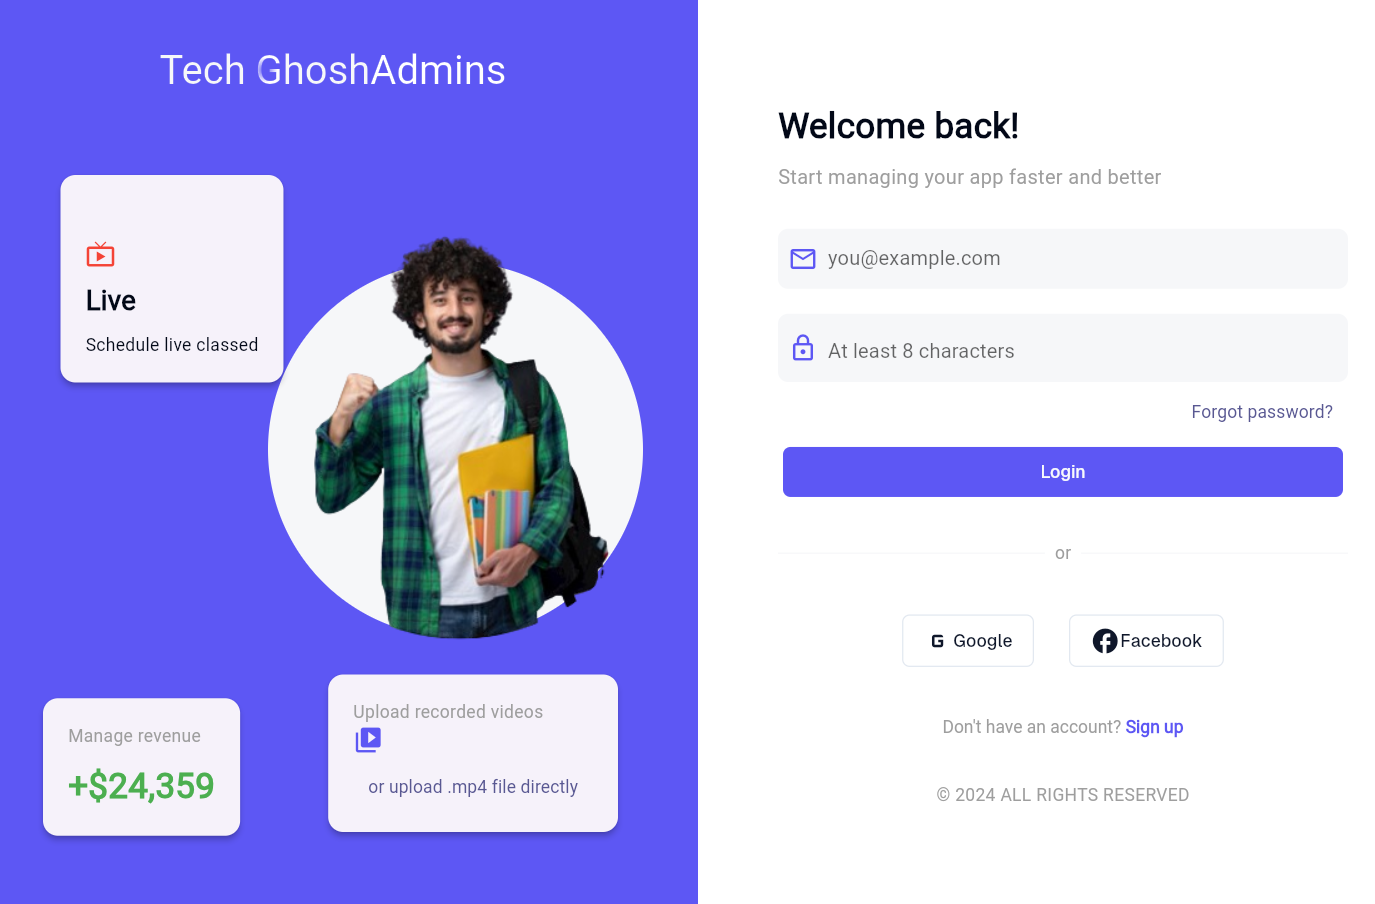 Tech GhoshAdmins
Live
Schedule live classed
Manage revenue
+$24,359
Upload recorded videos
or upload .mp4 file directly
Welcome back!
Start managing your app faster and better
you@example.com
At least 8 characters
Forgot password?
Login
or
G Google
Facebook
Don't have an account? Sign up
© 2024 ALL RIGHTS RESERVED